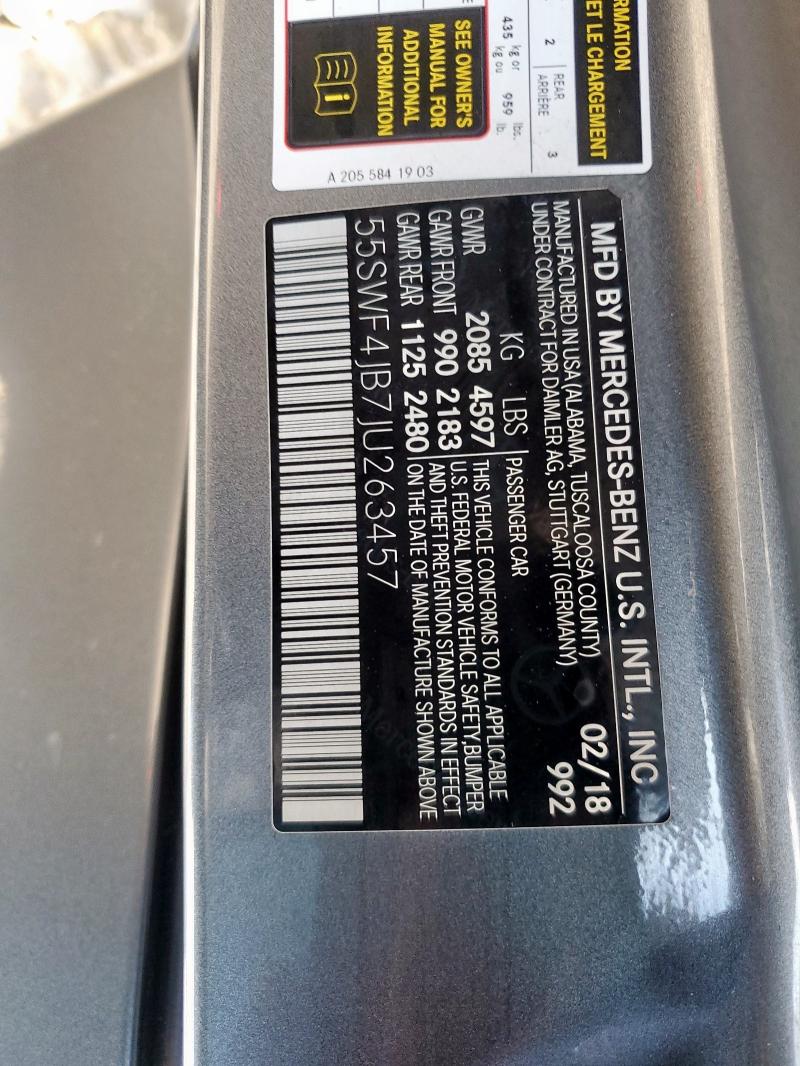 RMATION
ET LE CHARGEMENT
2
REAR
ARRIÈRE
3
435 kg or 959 lbs.
kg ou lb.
SEE OWNER'S
MANUAL FOR
ADDITIONAL
INFORMATION
A 205 584 19 03
MFD BY MERCEDES-BENZ U.S. INTL., INC
MANUFACTURED IN USA (ALABAMA, TUSCALOOSA COUNTY) 02/18
UNDER CONTRACT FOR DAIMLER AG, STUTTGART (GERMANY) 992
KG LBS PASSENGER CAR
GVWR 2085 4597 THIS VEHICLE CONFORMS TO ALL APPLICABLE
GAWR FRONT 990 2183 U.S. FEDERAL MOTOR VEHICLE SAFETY, BUMPER
GAWR REAR 1125 2480 AND THEFT PREVENTION STANDARDS IN EFFECT
ON THE DATE OF MANUFACTURE SHOWN ABOVE
55SWF4JB7JU263457